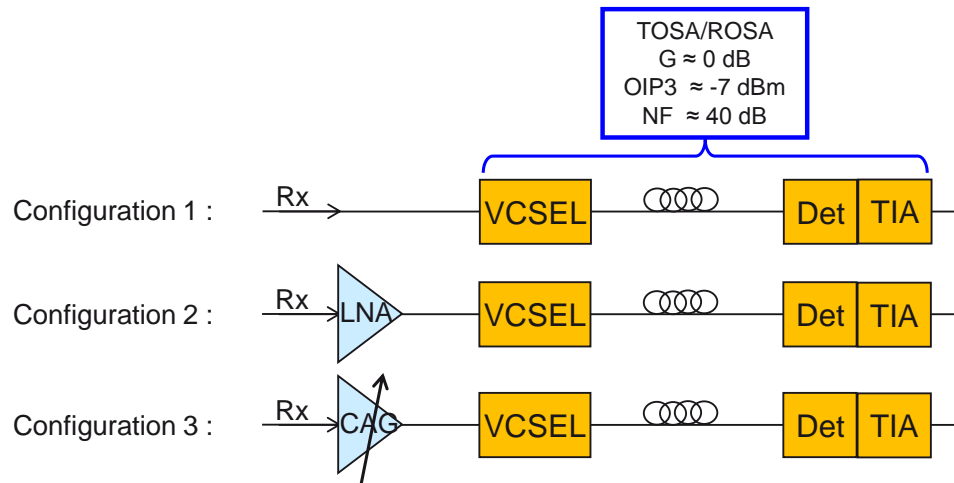 TOSA/ROSA
G ≈ 0 dB
OIP3 ≈ -7 dBm
NF ≈ 40 dB
Configuration 1 : Rx VCSEL Det TIA
Configuration 2 : Rx LNA VCSEL Det TIA
Configuration 3 : Rx CAG VCSEL Det TIA